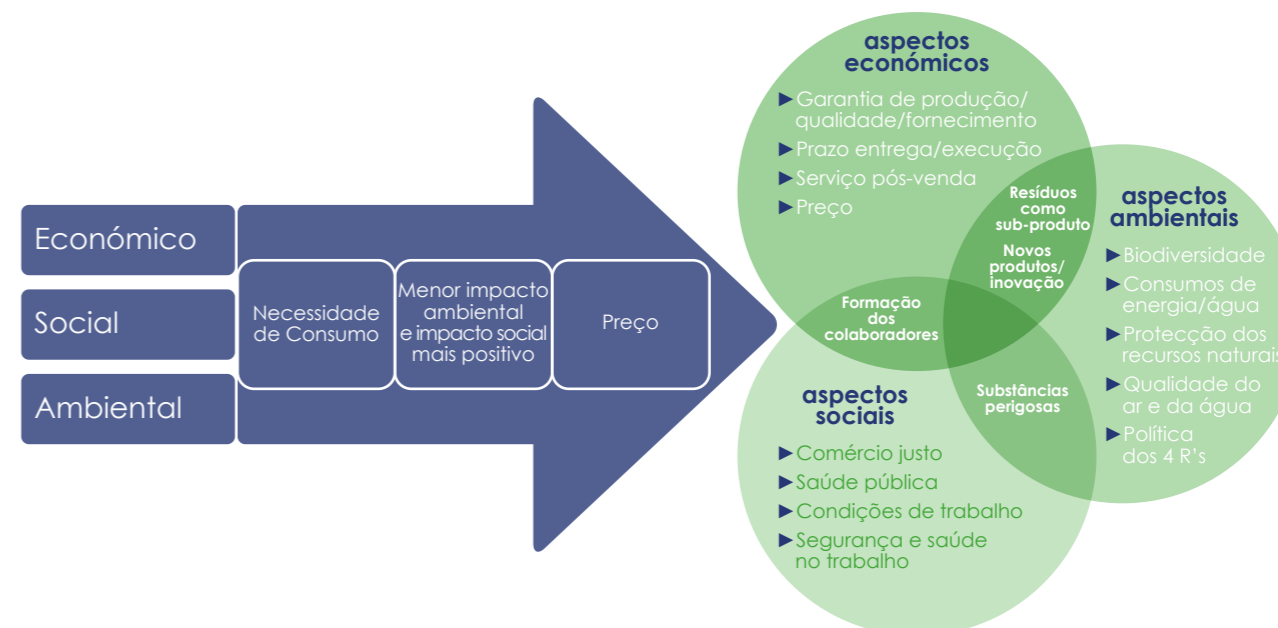 Económico
Social
Ambiental
Necessidade
de Consumo
Menor impacto
ambiental
e impacto social
mais positivo
Preço
aspectos
económicos
►Garantia de produção/
qualidade/fornecimento
►Prazo entrega/execução
►Serviço pós-venda
►Preço
Resíduos
como
sub-produto
Novos
produtos/
inovação
aspectos
ambientais
►Biodiversidade
►Consumos de
energia/água
►Protecção dos
recursos naturais
►Qualidade do
ar e da água
►Política
dos 4 R's
Formação
dos
colaboradores
Substâncias
perigosas
aspectos
sociais
►Comércio justo
►Saúde pública
►Condições de trabalho
►Segurança e saúde
no trabalho